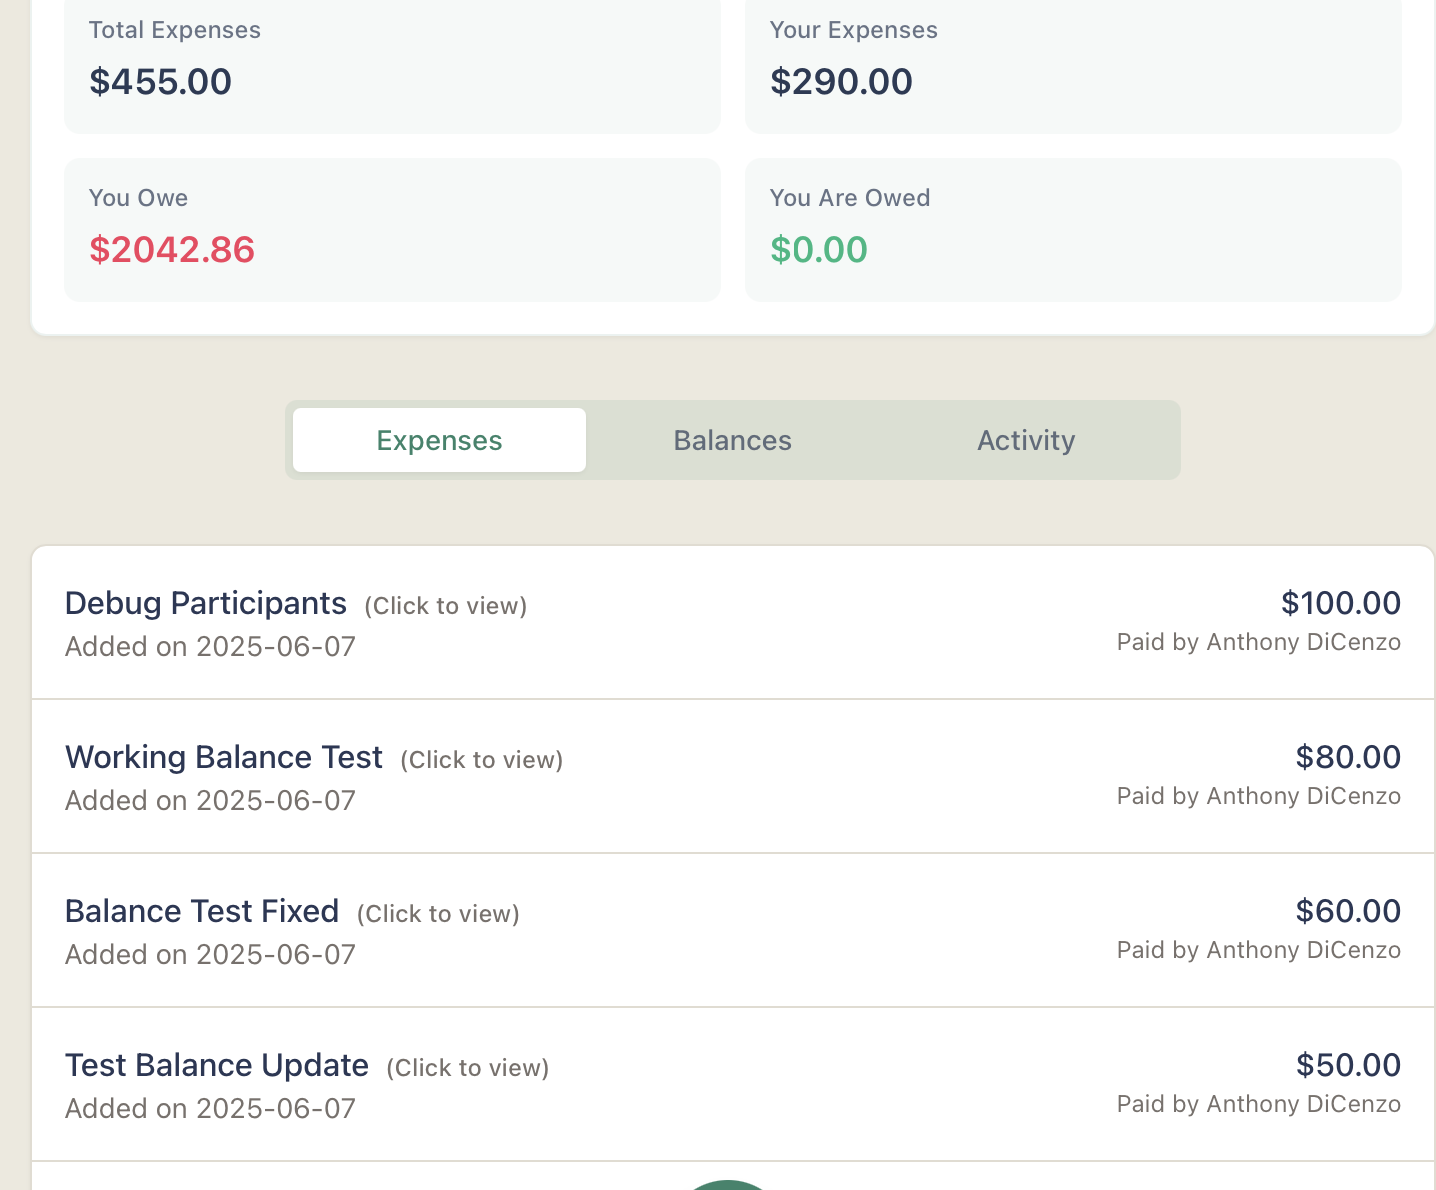 Total Expenses
$455.00
Your Expenses
$290.00
You Owe
$2042.86
You Are Owed
$0.00
Expenses
Balances
Activity
Debug Participants (Click to view)
$100.00
Added on 2025-06-07
Paid by Anthony DiCenzo
Working Balance Test (Click to view)
$80.00
Added on 2025-06-07
Paid by Anthony DiCenzo
Balance Test Fixed (Click to view)
$60.00
Added on 2025-06-07
Paid by Anthony DiCenzo
Test Balance Update (Click to view)
$50.00
Added on 2025-06-07
Paid by Anthony DiCenzo